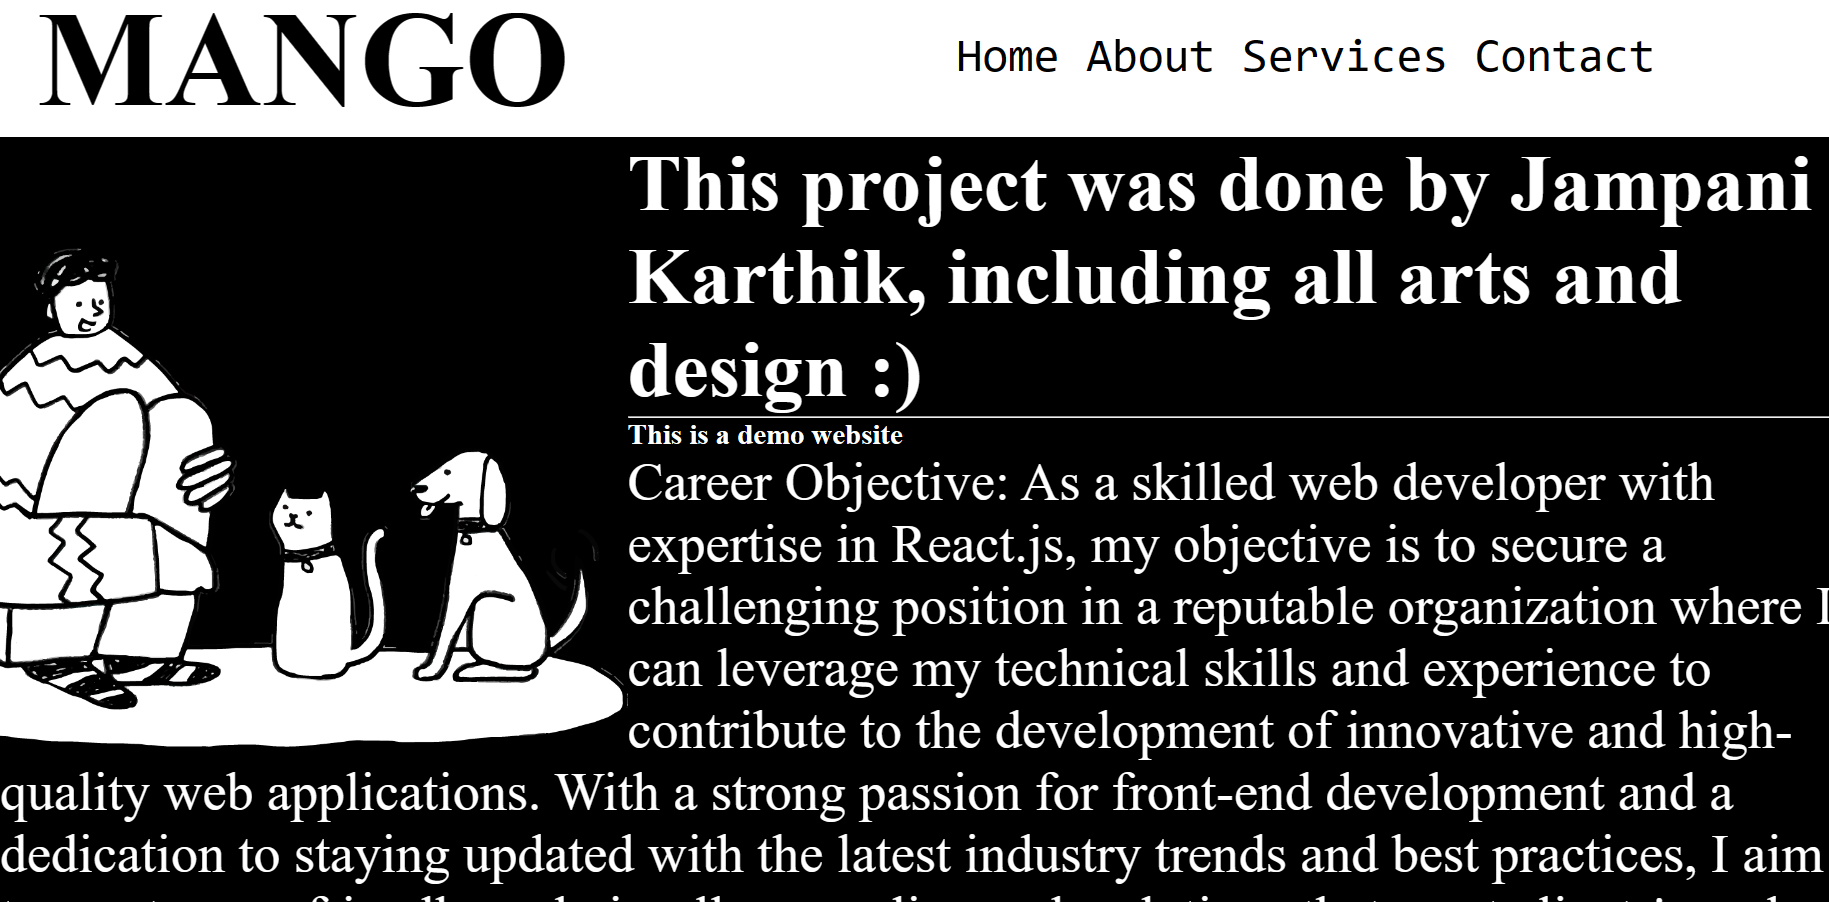 MANGO
Home About Services Contact
This project was done by Jampani
Karthik, including all arts and
design :)
This is a demo website
Career Objective: As a skilled web developer with
expertise in React.js, my objective is to secure a
challenging position in a reputable organization where I
can leverage my technical skills and experience to
contribute to the development of innovative and high-
quality web applications. With a strong passion for front-end development and a
dedication to staying updated with the latest industry trends and best practices, I aim